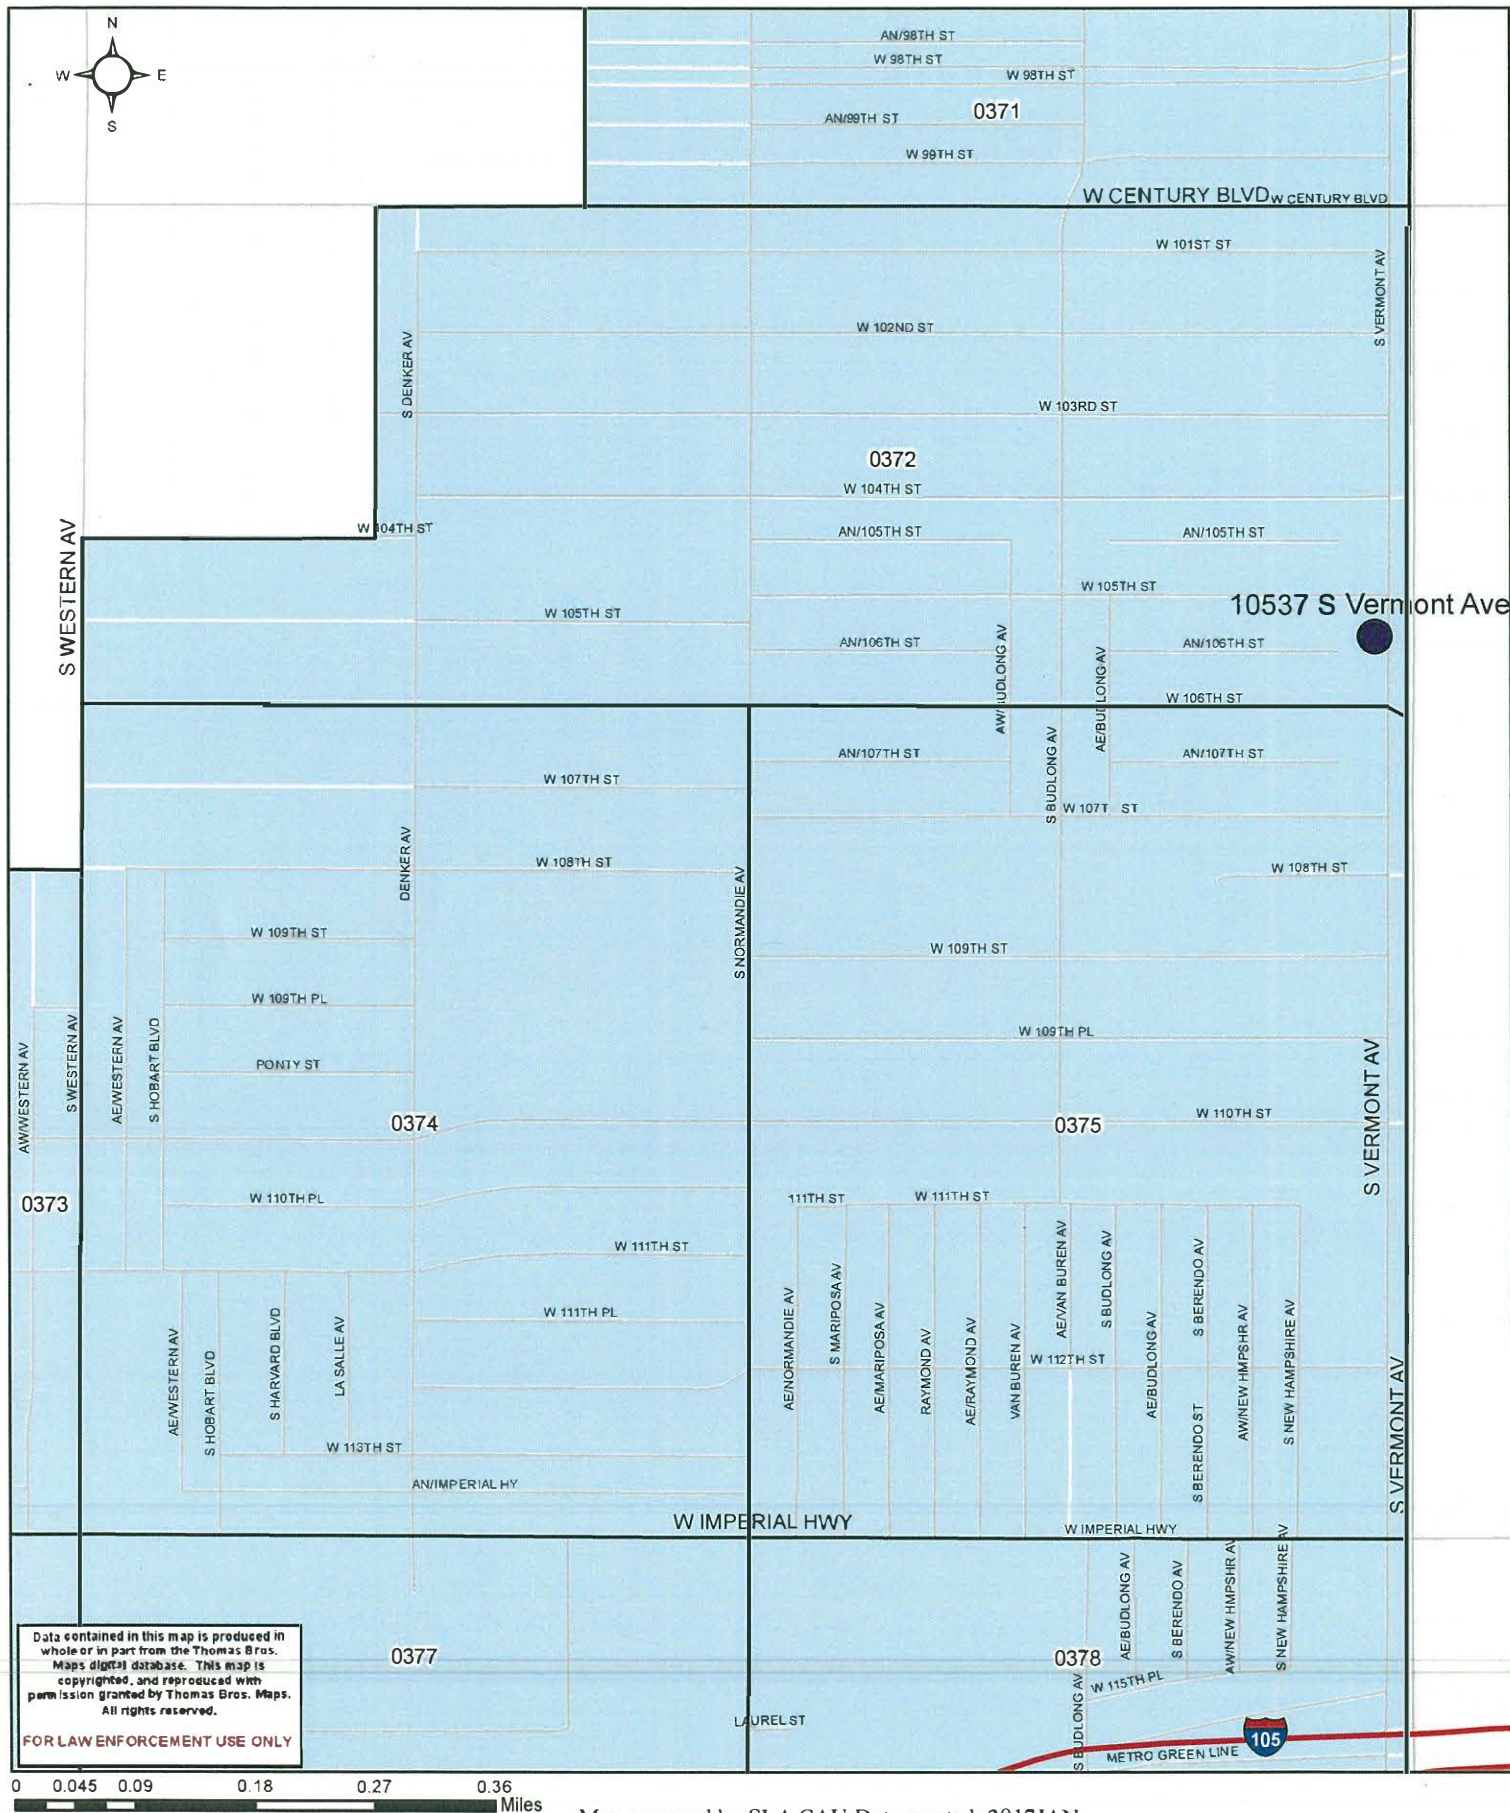 N
W E
S
AN/98TH ST
W 98TH ST
W 98TH ST
0371
AN/99TH ST
W 99TH ST
W CENTURY BLVD
W CENTURY BLVD
W 101ST ST
S VERMONT AV
W 102ND ST
S DENKER AV
W 103RD ST
0372
W 104TH ST
W 104TH ST
AN/105TH ST
AN/105TH ST
S WESTERN AV
W 105TH ST
10537 S Vermont Ave
W 105TH ST
AN/106TH ST
AN/106TH ST
AW/BUDLONG AV
AE/BUDLONG AV
W 106TH ST
AN/107TH ST
AN/107TH ST
W 107TH ST
S BUDLONG AV
W 107T ST
DENKER AV
W 108TH ST
W 108TH ST
S NORMANDIE AV
W 109TH ST
W 109TH ST
W 109TH PL
W 109TH PL
AW/WESTERN AV
S WESTERN AV
AE/WESTERN AV
S HOBART BLVD
PONTY ST
S VERMONT AV
0374
0375
W 110TH ST
0373
W 110TH PL
111TH ST
W 111TH ST
W 111TH ST
W 111TH PL
AE/NORMANDIE AV
S MARIPOSA AV
AE/MARIPOSA AV
RAYMOND AV
AE/RAYMOND AV
VAN BUREN AV
AE/VAN BUREN AV
S BUDLONG AV
AE/BUDLONG AV
S BERENDO AV
AW/NEW HMPSHR AV
S NEW HAMPSHIRE AV
W 112TH ST
AE/WESTERN AV
S HOBART BLVD
S HARVARD BLVD
LA SALLE AV
S BERENDO ST
S VERMONT AV
W 113TH ST
AN/IMPERIAL HY
W IMPERIAL HWY
W IMPERIAL HWY
AE/BUDLONG AV
S BERENDO AV
AW/NEW HMPSHR AV
S NEW HAMPSHIRE AV
Data contained in this map is produced in
whole or in part from the Thomas Bros.
Maps digital database. This map is
copyrighted, and reproduced with
permission granted by Thomas Bros. Maps.
All rights reserved.
FOR LAW ENFORCEMENT USE ONLY
0377
0378
W 115TH PL
S BUDLONG AV
LAUREL ST
METRO GREEN LINE
105
0 0.045 0.09 0.18 0.27 0.36
Miles